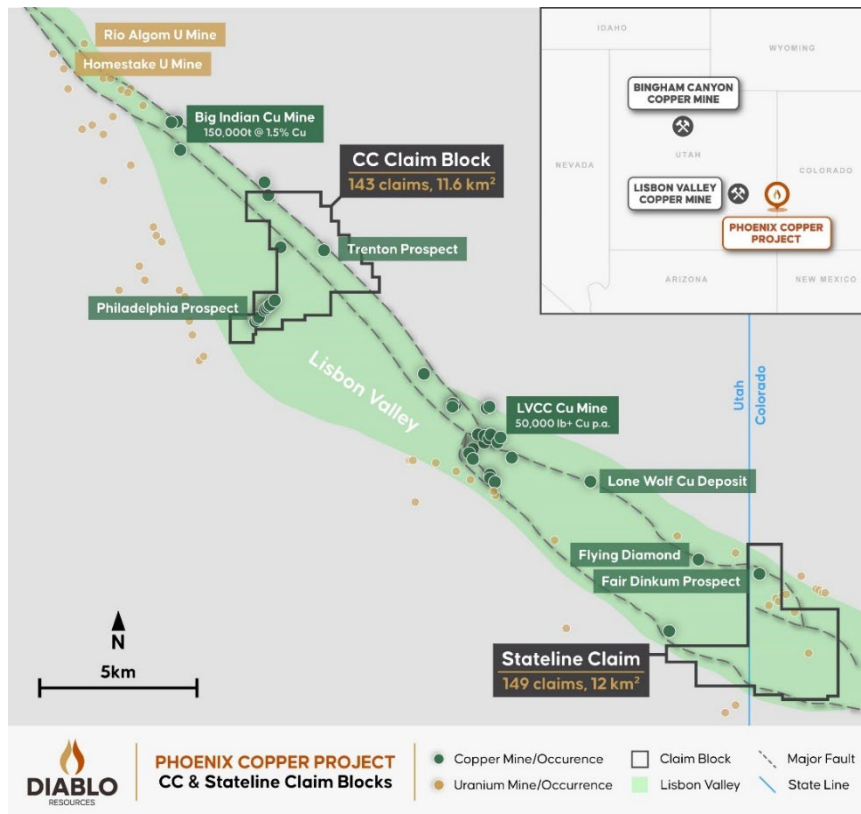 Rio Algom U Mine
Homestake U Mine
Big Indian Cu Mine
150,000t @ 1.5% Cu
CC Claim Block
143 claims, 11.6 km²
Trenton Prospect
Philadelphia Prospect
Lisbon Valley
LVCC Cu Mine
50,000 lb+ Cu p.a.
Lone Wolf Cu Deposit
Flying Diamond
Fair Dinkum Prospect
Stateline Claim
149 claims, 12 km²
Utah
Colorado
N
5km
IDAHO
WYOMING
BINGHAM CANYON
COPPER MINE
NEVADA
UTAH
COLORADO
LISBON VALLEY
COPPER MINE
PHOENIX COPPER
PROJECT
ARIZONA
NEW MEXICO
DIABLO
RESOURCES
PHOENIX COPPER PROJECT
CC & Stateline Claim Blocks
Copper Mine/Occurence
Uranium Mine/Occurrence
Claim Block
Lisbon Valley
Major Fault
State Line